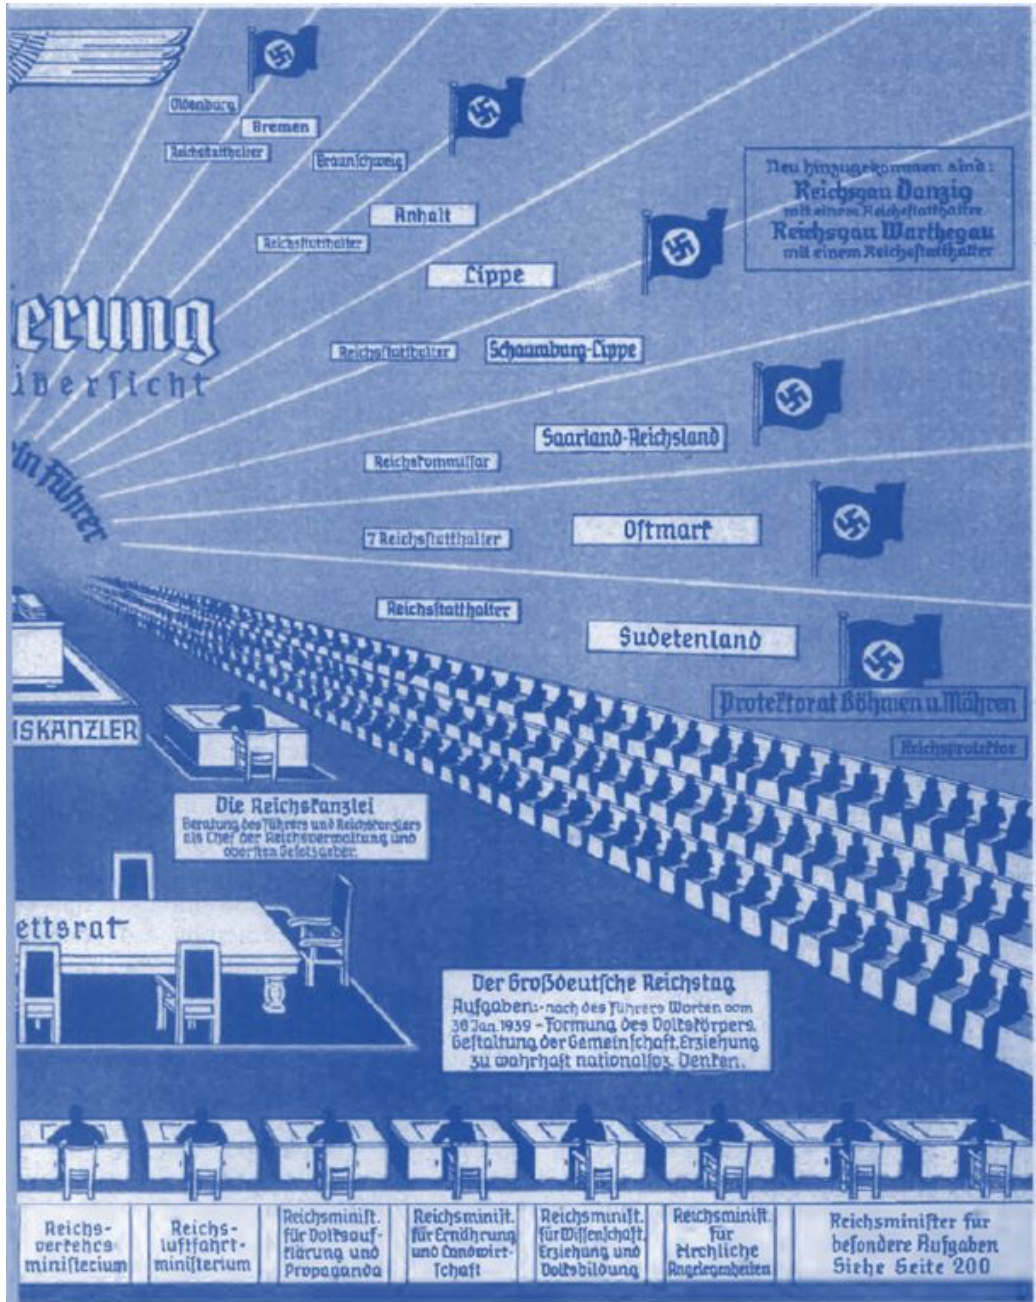 Oldenburg
Bremen
Reichsstatthalter
Braunschweig
Anhalt
Reichsstatthalter
Neu hinzugekommen sind:
Reichsgau Danzig
mit einem Reichsstatthalter
Reichsgau Warthegau
mit einem Reichsstatthalter
Lippe
ierung
übersicht
Reichsstatthalter
Schaumburg-Lippe
Saarland-Reichsland
Reichskommissar
ein Führer
7 Reichsstatthalter
Ostmark
Reichsstatthalter
Sudetenland
Protektorat Böhmen u. Mähren
Reichsprotektor
HSKANZLER
Die Reichskanzlei
Beratung des Führers und Reichskanzlers
als Chef der Reichsverwaltung und
obersten Gesetzgeber.
ettsrat
Der Großdeutsche Reichstag
Aufgaben:-nach des Führers Worten vom
30 Jan. 1939 - Formung des Volkskörpers,
Gestaltung der Gemeinschaft, Erziehung
zu wahrhaft nationalsoz. Denken.
Reichs-
verkehrs-
ministerium
Reichs-
luftfahrt-
ministerium
Reichsminist.
für Volksauf-
klärung und
Propaganda
Reichsminist.
für Ernährung
und Landwirt-
schaft
Reichsminist.
für Wissenschaft,
Erziehung und
Volksbildung
Reichsminist
für
kirchliche
Angelegenheiten
Reichsminister für
besondere Aufgaben
Siehe Seite 200